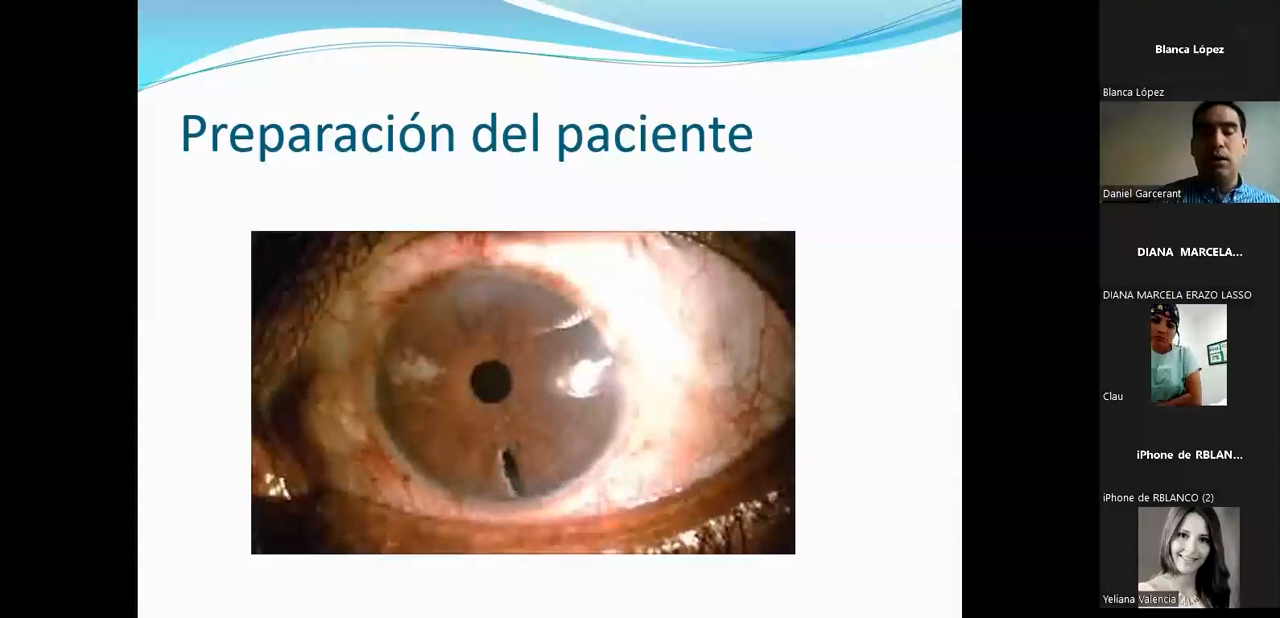 Preparación del paciente
Blanca López
Blanca López
Daniel Garcerant
DIANA MARCELA...
DIANA MARCELA ERAZO LASSO
Clau
iPhone de RBLAN...
iPhone de RBLANCO (2)
Yeliana Valencia